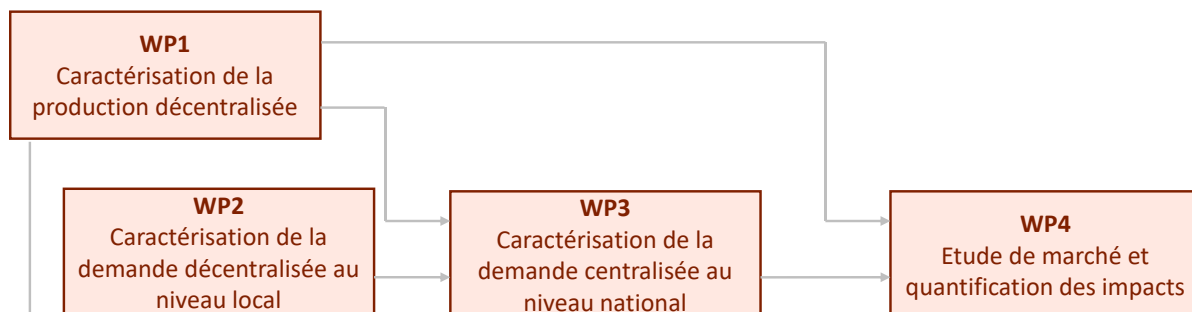 WP1
Caractérisation de la
production décentralisée
WP2
Caractérisation de la
demande décentralisée au
niveau local
WP3
Caractérisation de la
demande centralisée au
niveau national
WP4
Etude de marché et
quantification des impacts